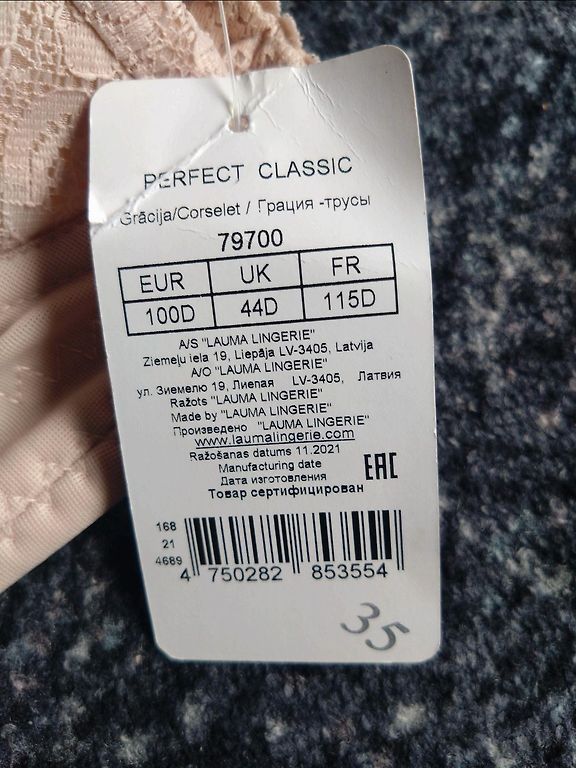 PERFECT CLASSIC
Grācija/Corselet / Грация -трусы
79700
EUR UK FR
100D 44D 115D
A/S "LAUMA LINGERIE"
Ziemeļu iela 19, Liepāja LV-3405, Latvija
А/О "LAUMA LINGERIE"
ул. Зиемелю 19, Лиепая LV-3405, Латвия
Ražots "LAUMA LINGERIE"
Made by "LAUMA LINGERIE"
Произведено "LAUMA LINGERIE"
www.laumalingerie.com
Ražošanas datums 11.2021
Manufacturing date
Дата изготовления
EAC
Товар сертифицирован
168
21
4689
4 750282 853554
35